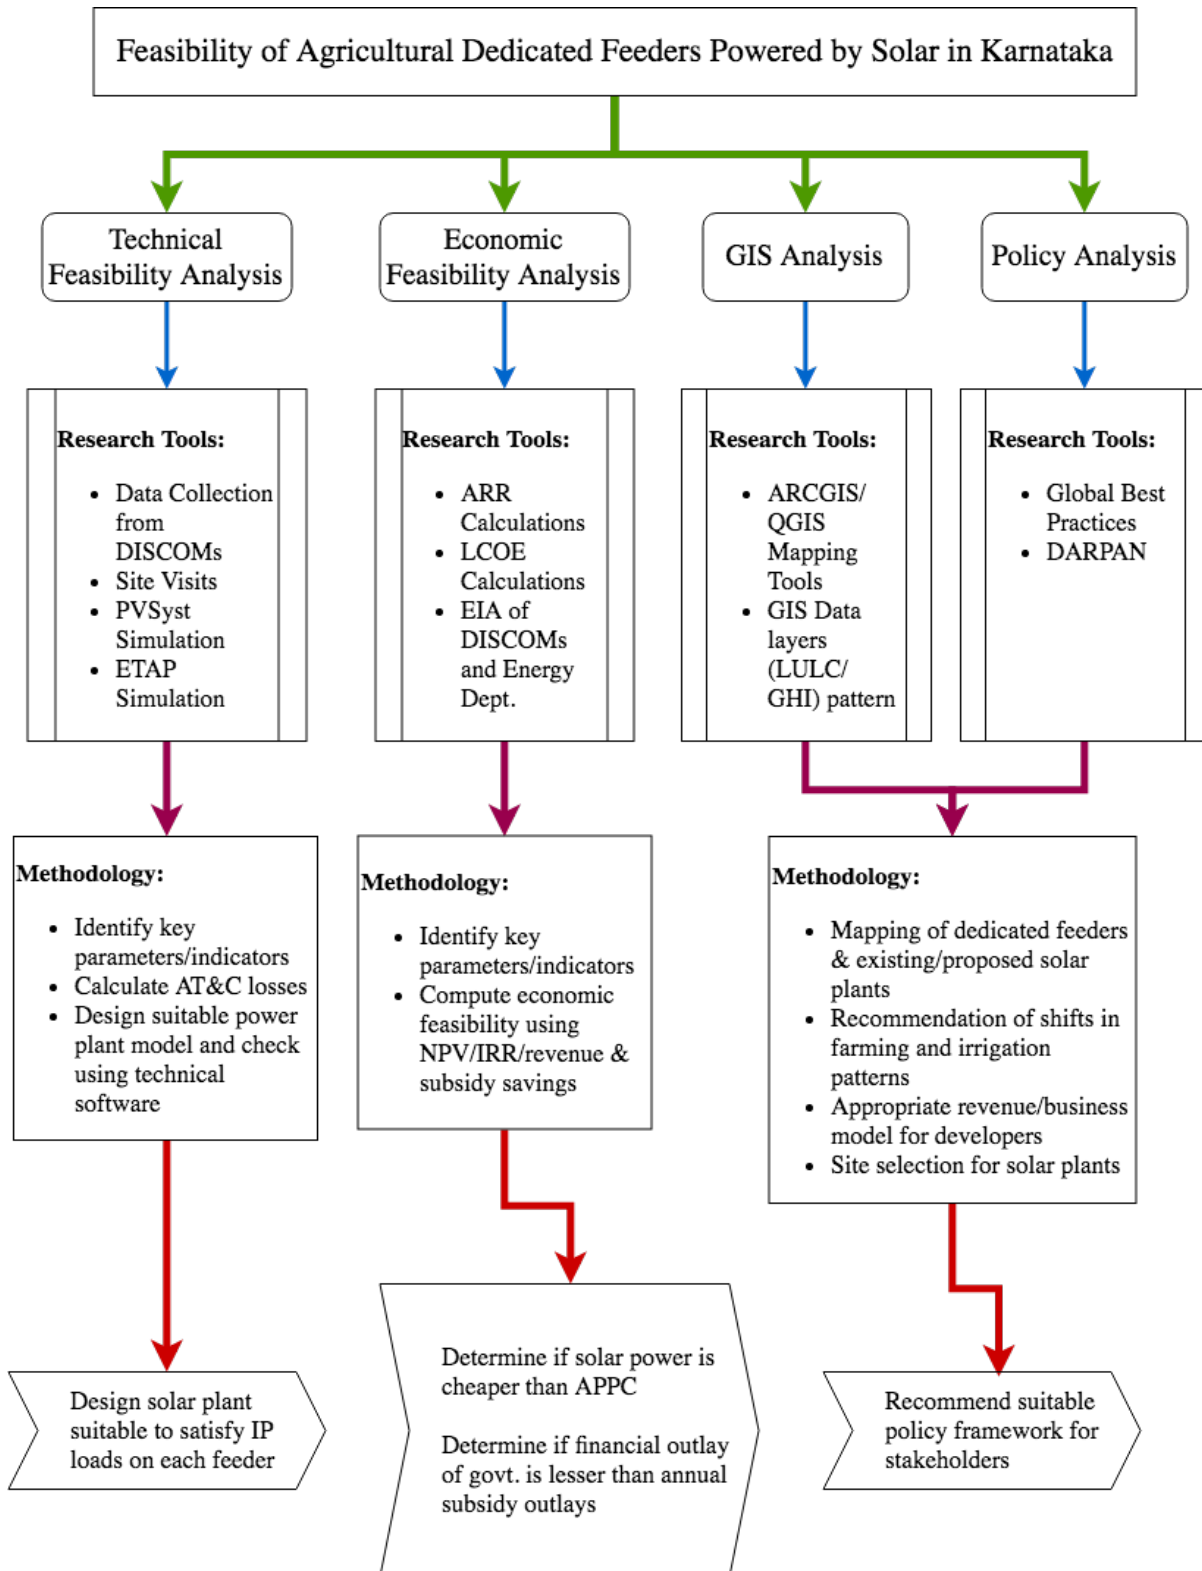 Feasibility of Agricultural Dedicated Feeders Powered by Solar in Karnataka
Technical
Feasibility Analysis
Economic
Feasibility Analysis
GIS Analysis
Policy Analysis
Research Tools:
• Data Collection
from
DISCOMs
• Site Visits
• PVSyst
Simulation
• ETAP
Simulation
Research Tools:
• ARR
Calculations
• LCOE
Calculations
• EIA of
DISCOMs
and Energy
Dept.
Research Tools:
• ARCGIS/
QGIS
Mapping
Tools
• GIS Data
layers
(LULC/
GHI) pattern
Research Tools:
• Global Best
Practices
• DARPAN
Methodology:
• Identify key
parameters/indicators
• Calculate AT&C losses
• Design suitable power
plant model and check
using technical
software
Methodology:
• Identify key
parameters/indicators
• Compute economic
feasibility using
NPV/IRR/revenue &
subsidy savings
Methodology:
• Mapping of dedicated feeders
& existing/proposed solar
plants
• Recommendation of shifts in
farming and irrigation
patterns
• Appropriate revenue/business
model for developers
• Site selection for solar plants
Design solar plant
suitable to satisfy IP
loads on each feeder
Determine if solar power is
cheaper than APPC
Determine if financial outlay
of govt. is lesser than annual
subsidy outlays
Recommend suitable
policy framework for
stakeholders